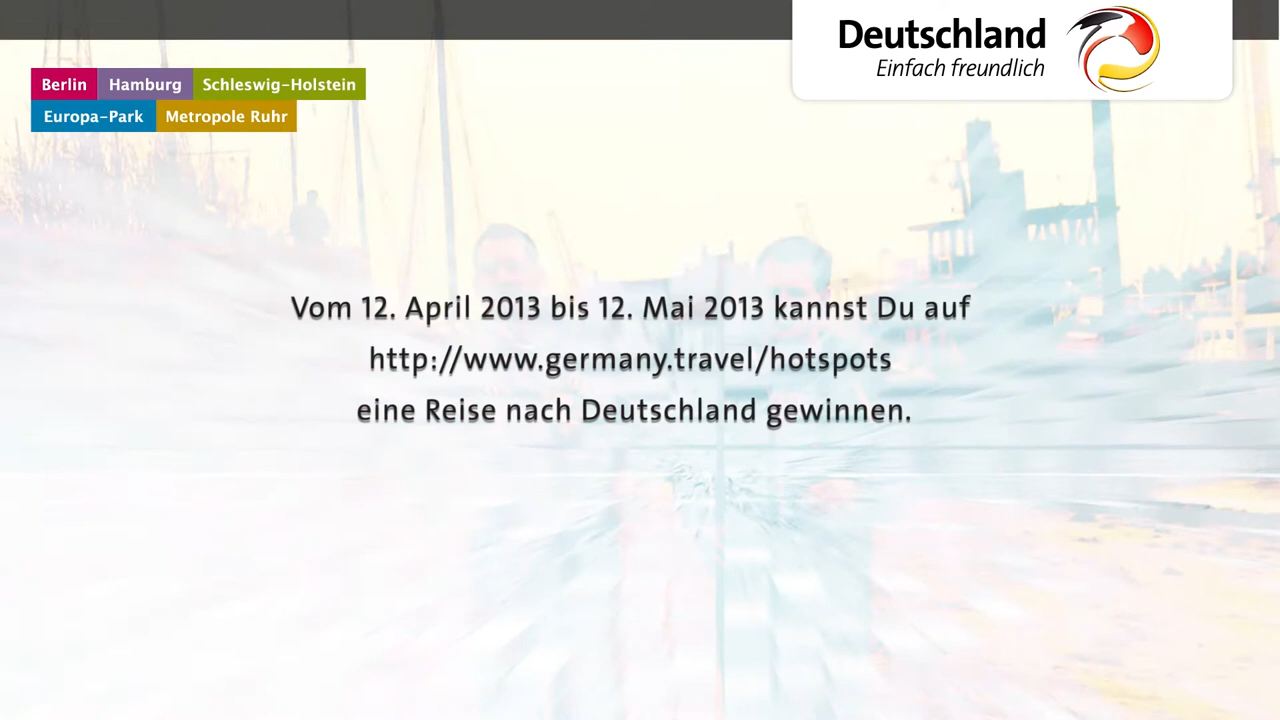 Deutschland
Einfach freundlich
Berlin Hamburg Schleswig-Holstein
Europa-Park Metropole Ruhr
Vom 12. April 2013 bis 12. Mai 2013 kannst Du auf
http://www.germany.travel/hotspots
eine Reise nach Deutschland gewinnen.